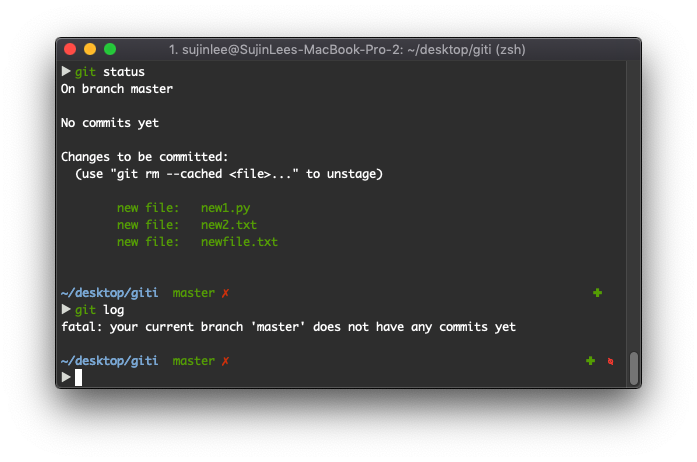 1. sujinlee@SujinLees-MacBook-Pro-2: ~/desktop/giti (zsh)
▶ git status
On branch master
No commits yet
Changes to be committed:
(use "git rm --cached <file>..." to unstage)
new file: new1.py
new file: new2.txt
new file: newfile.txt
~/desktop/giti master ✗ ✚
▶ git log
fatal: your current branch 'master' does not have any commits yet
~/desktop/giti master ✗ ✚
▶